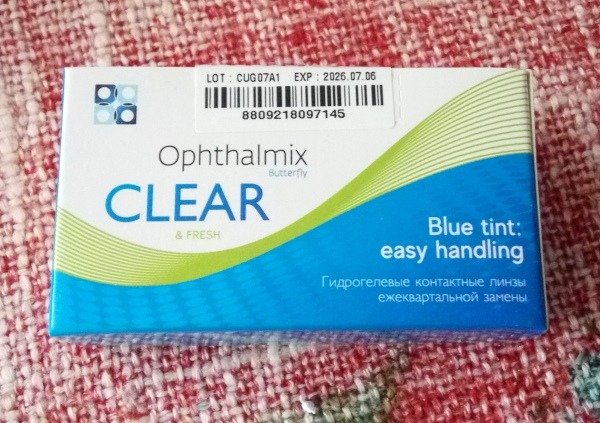 LOT : CUG07A1 EXP : 2026.07.06
8809218097145
Ophthalmix
Butterfly
CLEAR
& FRESH
Blue tint:
easy handling
Гидрогелевые контактные линзы
ежеквартальной замены